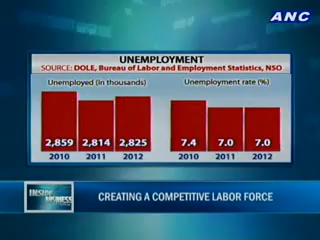 ANC
UNEMPLOYMENT
SOURCE: DOLE, Bureau of Labor and Employment Statistics, NSO
Unemployed (in thousands)
2,859 2,814 2,825
2010 2011 2012
Unemployment rate (%)
7.4 7.0 7.0
2010 2011 2012
INSIDE
BUSINESS
CREATING A COMPETITIVE LABOR FORCE